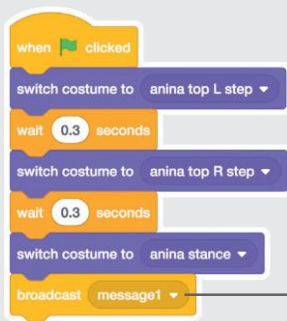 when clicked
switch costume to anina top L step
wait 0.3 seconds
switch costume to anina top R step
wait 0.3 seconds
switch costume to anina stance
broadcast message1